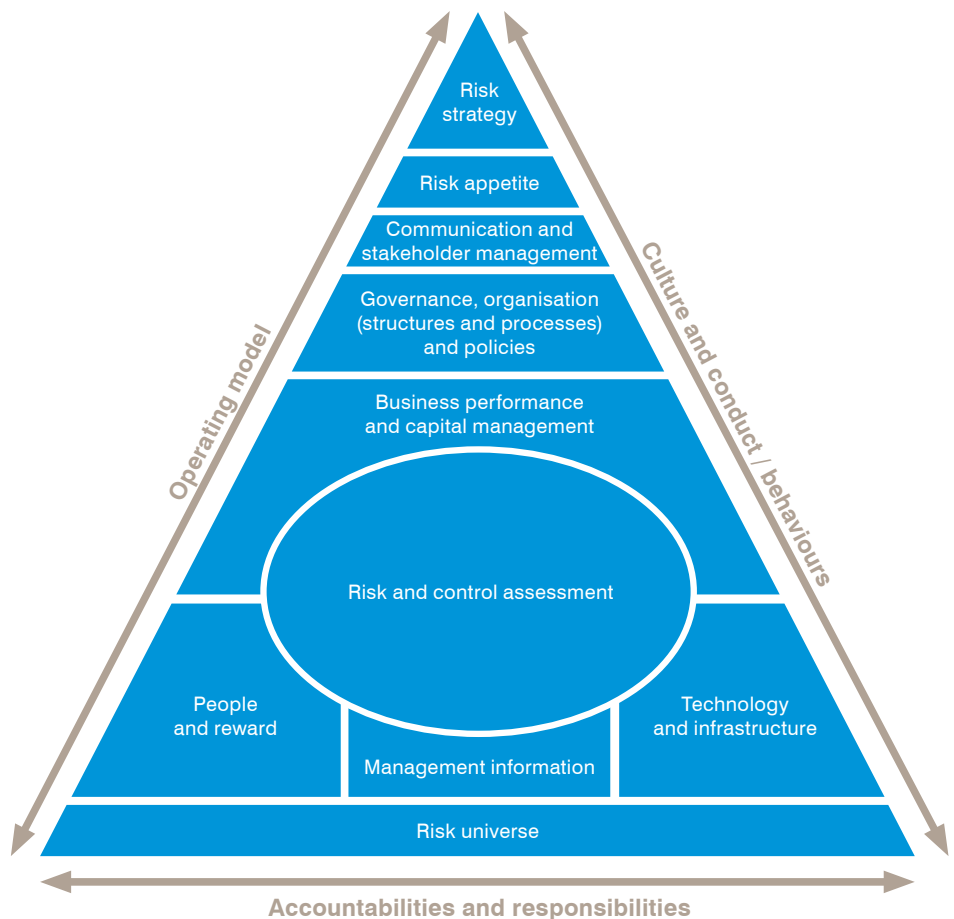 Risk
strategy
Risk appetite
Communication and
stakeholder management
Governance, organisation
(structures and processes)
and policies
Business performance
and capital management
Risk and control assessment
People
and reward
Technology
and infrastructure
Management information
Risk universe
Operating model
Culture and conduct / behaviours
Accountabilities and responsibilities